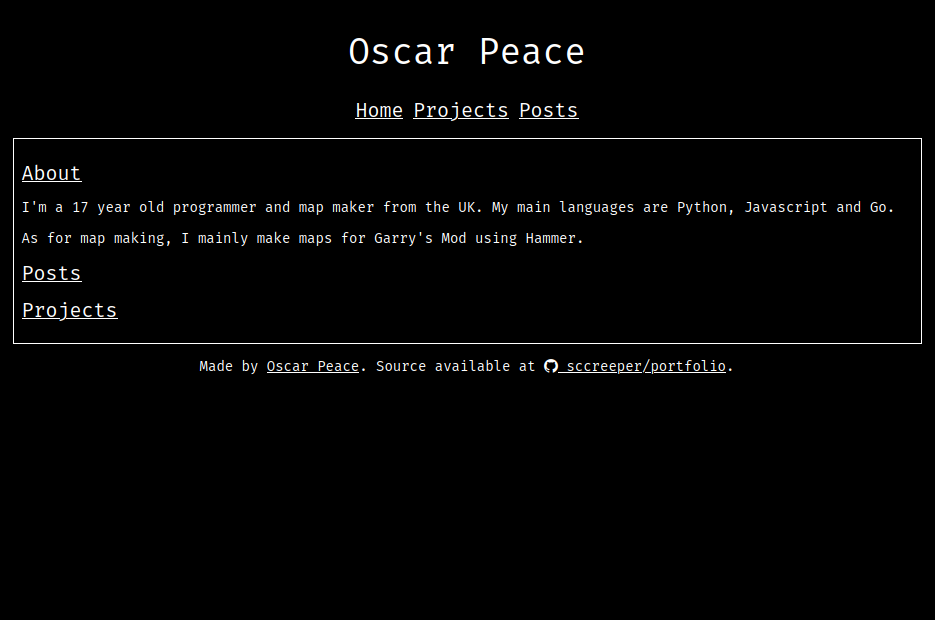 Oscar Peace
Home Projects Posts
About
I'm a 17 year old programmer and map maker from the UK. My main languages are Python, Javascript and Go.
As for map making, I mainly make maps for Garry's Mod using Hammer.
Posts
Projects
Made by Oscar Peace. Source available at sccreeper/portfolio.